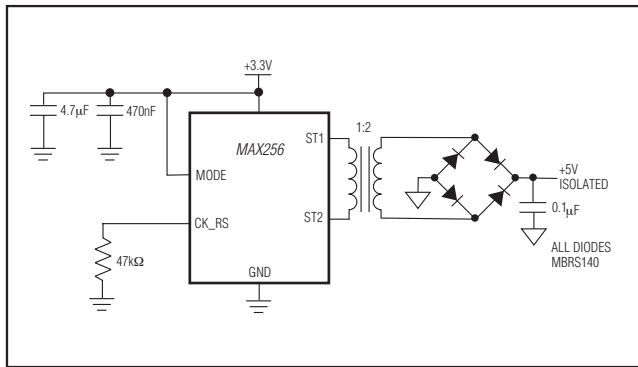 +3.3V
4.7μF
470nF
1:2
MAX256
ST1
MODE
ST2
CK_RS
GND
47kΩ
+5V
ISOLATED
0.1μF
ALL DIODES
MBRS140